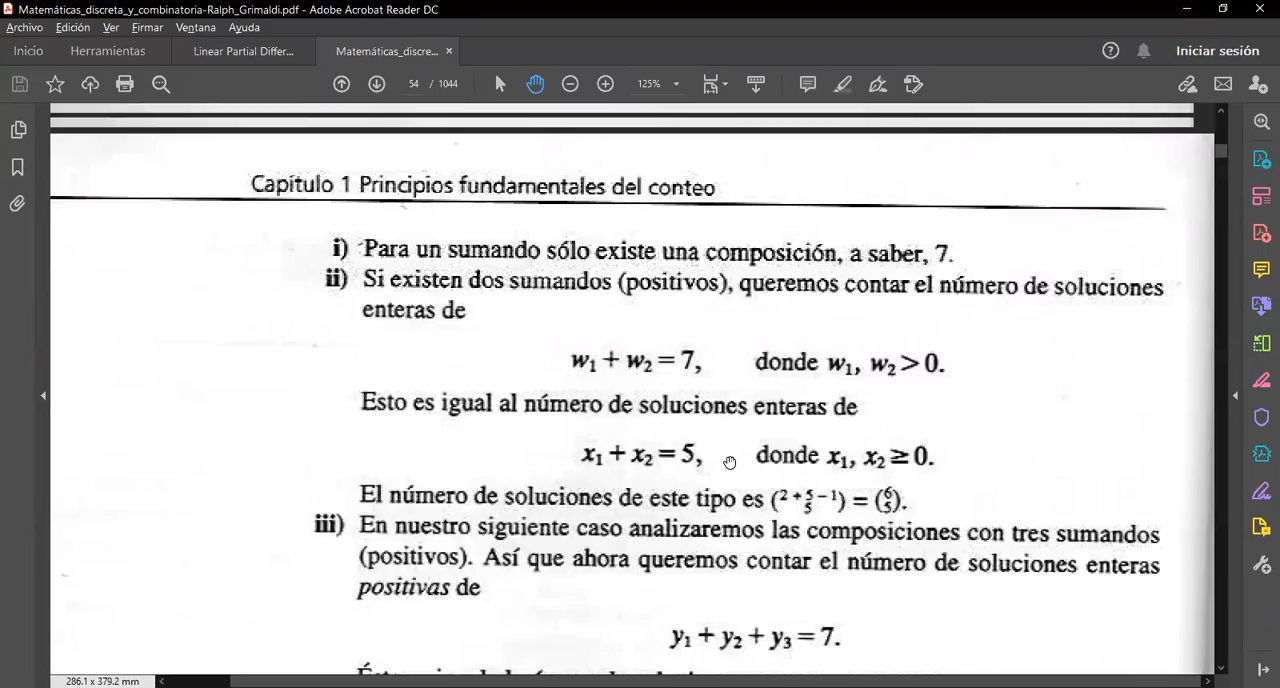 Matemáticas_discreta_y_combinatoria-Ralph_Grimaldi.pdf - Adobe Acrobat Reader DC
Archivo Edición Ver Firmar Ventana Ayuda
Inicio Herramientas Linear Partial Differ... Matemáticas_discre... × Iniciar sesión
54 / 1044 125%
Capítulo 1 Principios fundamentales del conteo
i) Para un sumando sólo existe una composición, a saber, 7.
ii) Si existen dos sumandos (positivos), queremos contar el número de soluciones
enteras de
w₁ + w₂ = 7, donde w₁, w₂ > 0.
Esto es igual al número de soluciones enteras de
x₁ + x₂ = 5, donde x₁, x₂ ≥ 0.
El número de soluciones de este tipo es (2 + 5 − 1 5) = (6 5).
iii) En nuestro siguiente caso analizaremos las composiciones con tres sumandos
(positivos). Así que ahora queremos contar el número de soluciones enteras
positivas de
y₁ + y₂ + y₃ = 7.
286.1 x 379.2 mm